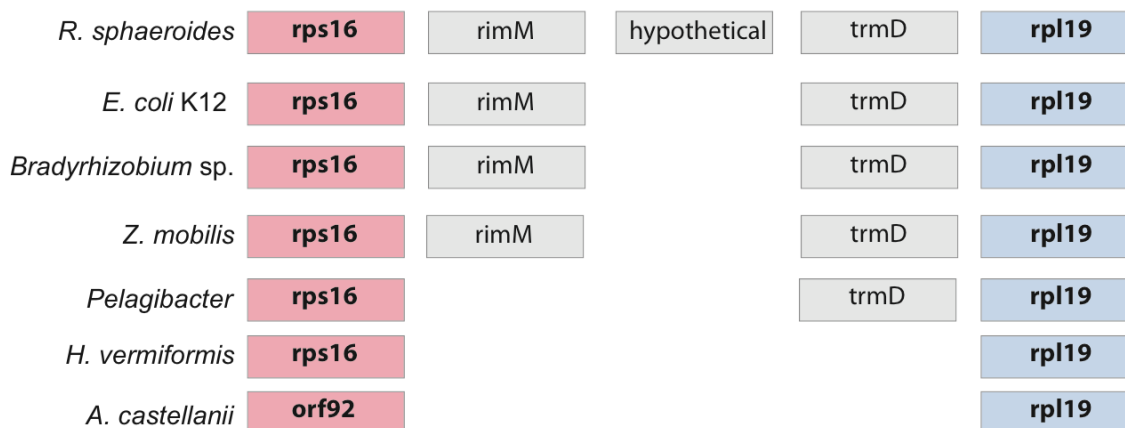 R. sphaeroides rps16 rimM hypothetical trmD rpl19
E. coli K12 rps16 rimM trmD rpl19
Bradyrhizobium sp. rps16 rimM trmD rpl19
Z. mobilis rps16 rimM trmD rpl19
Pelagibacter rps16 trmD rpl19
H. vermiformis rps16 rpl19
A. castellanii orf92 rpl19